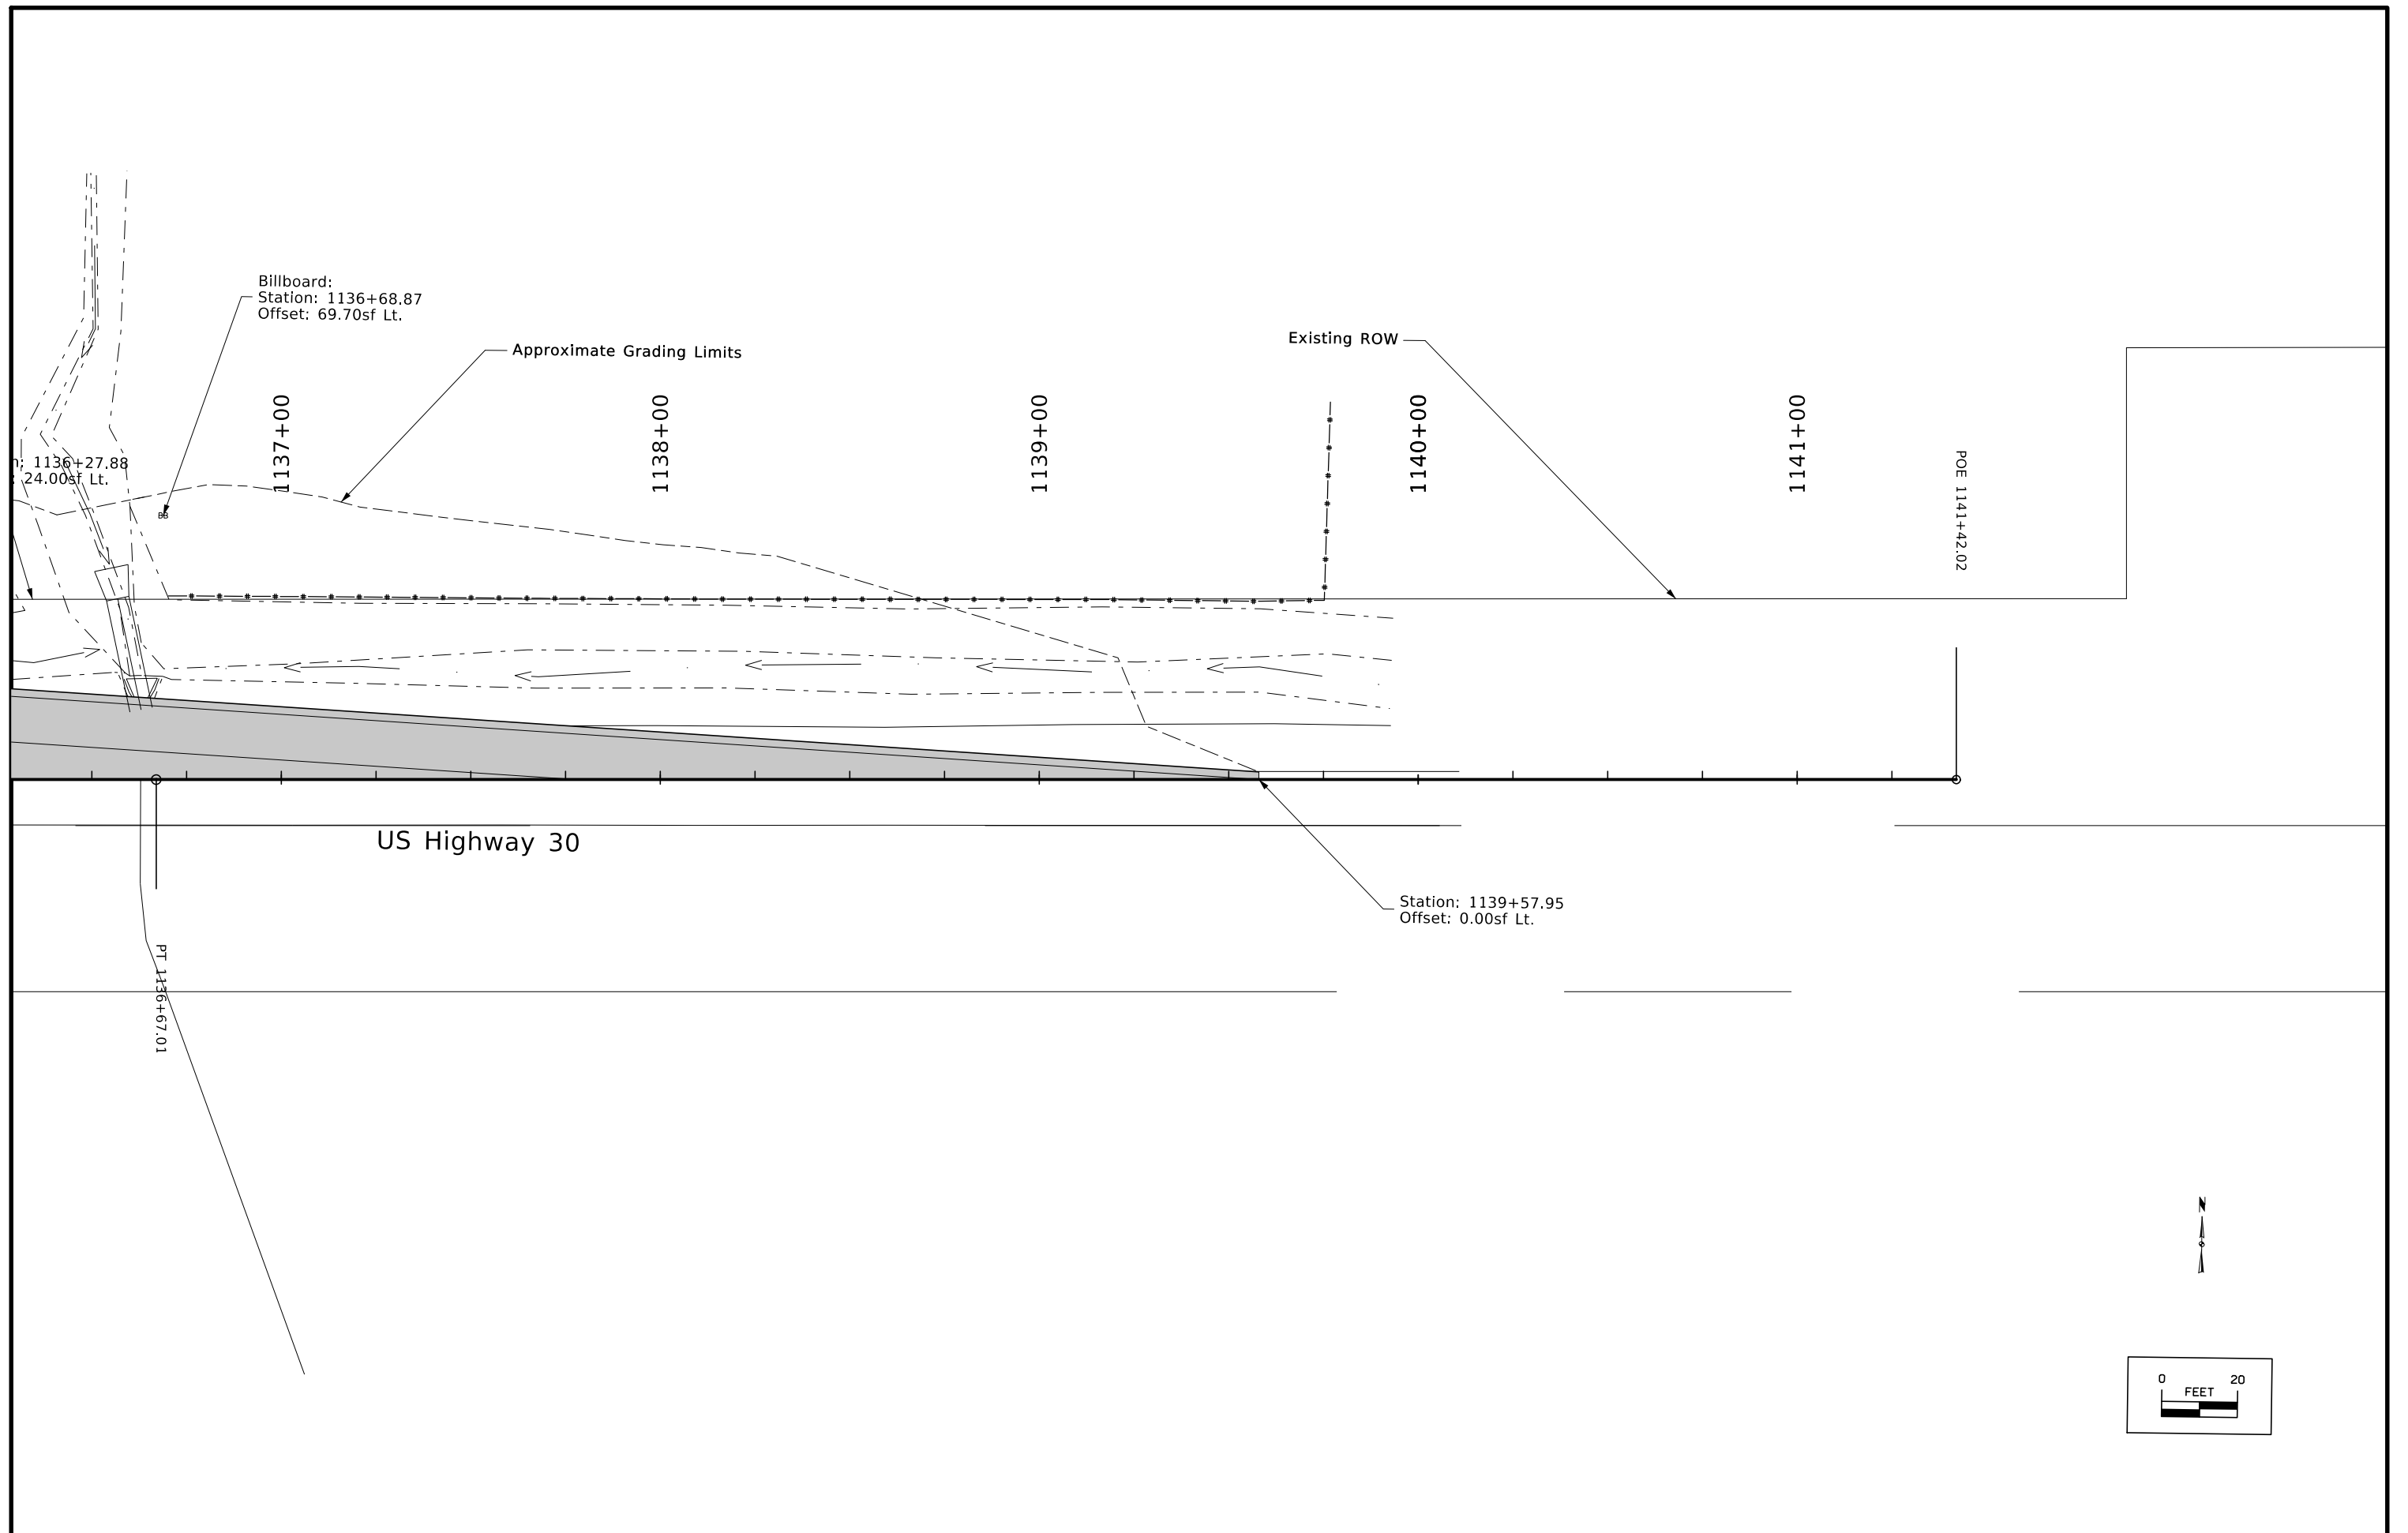 Billboard:
Station: 1136+68.87
Offset: 69.70sf Lt.
Existing ROW
Approximate Grading Limits
1137+00
1138+00
1139+00
1140+00
1141+00
n: 1136+27.88
: 24.00sf Lt.
POE 1141+42.02
BB
US Highway 30
Station: 1139+57.95
Offset: 0.00sf Lt.
PT 1136+67.01
N
0 20
FEET